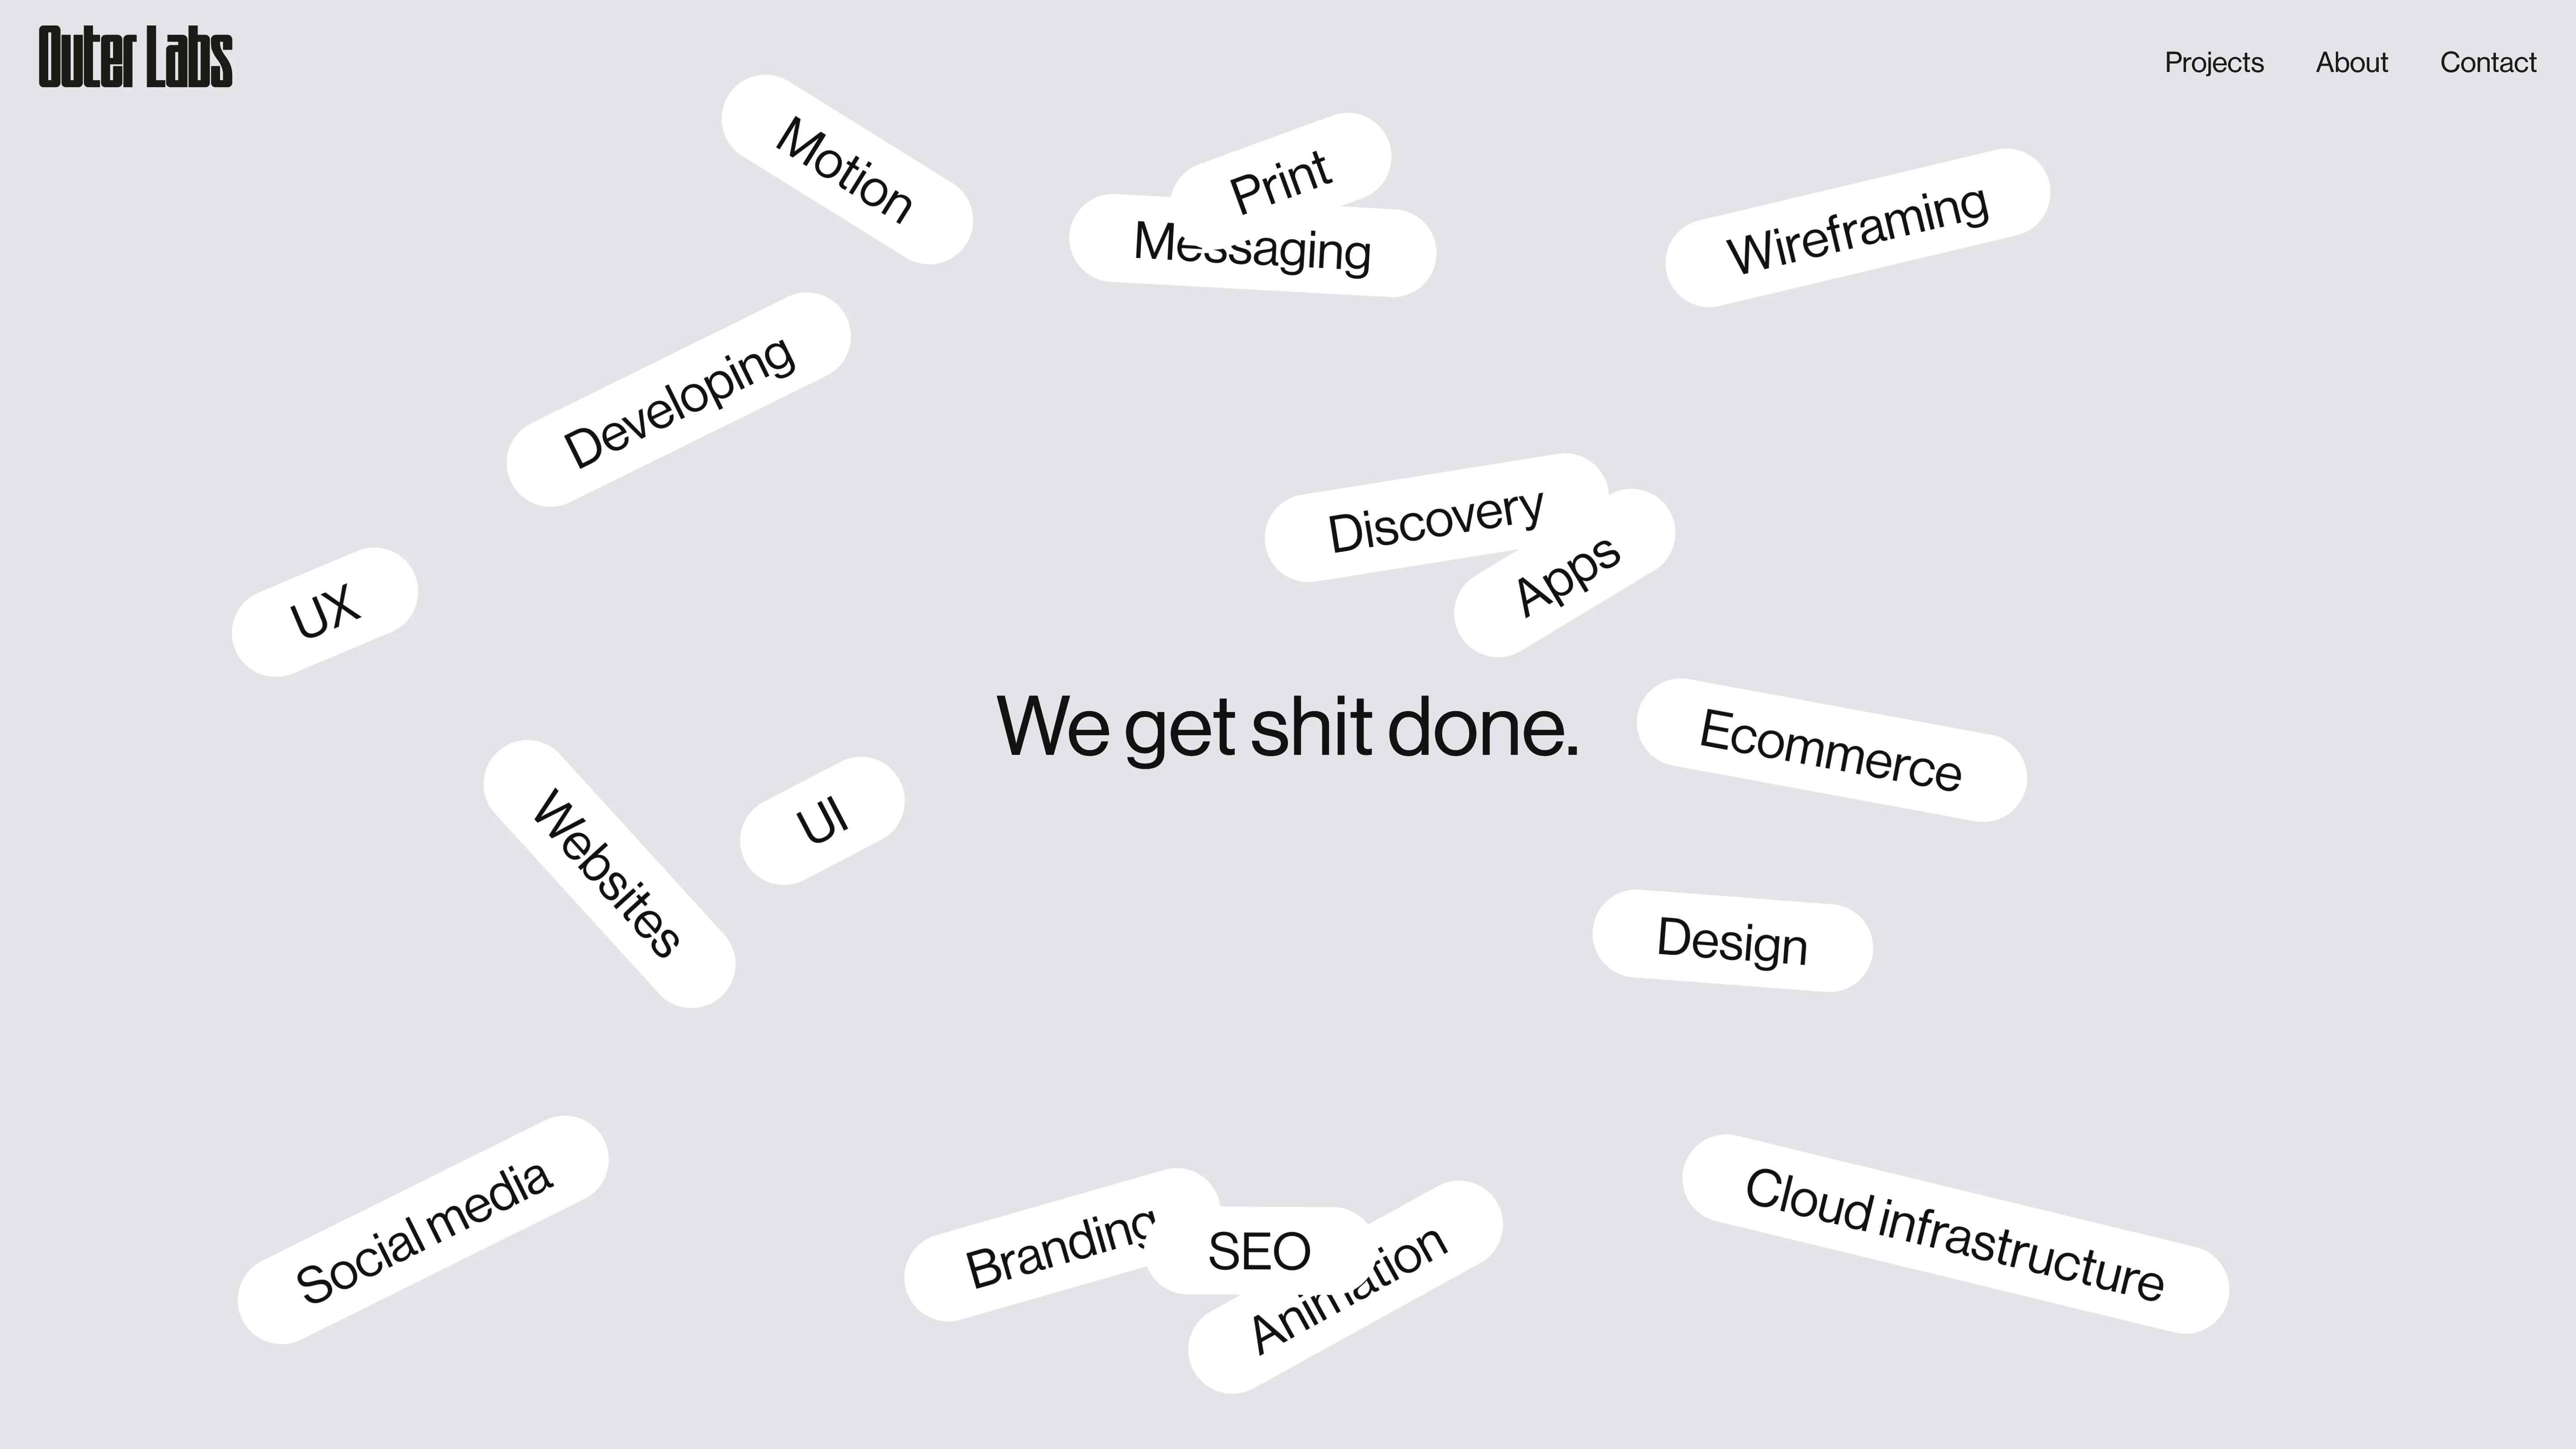 Outer Labs
Projects
About
Contact
Motion
Print
Messaging
Wireframing
Developing
Discovery
Apps
UX
We get shit done.
Ecommerce
UI
Websites
Design
Social media
Branding
SEO
Animation
Cloud infrastructure